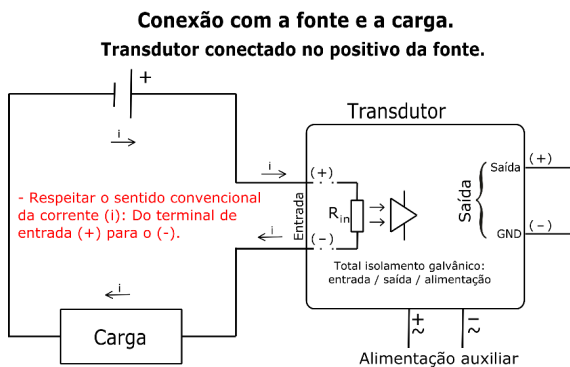 Conexão com a fonte e a carga.
Transdutor conectado no positivo da fonte.
+
i
Transdutor
i
(+)
- Respeitar o sentido convencional
da corrente (i): Do terminal de
entrada (+) para o (-).
Entrada
Rin
i
(−)
Saída
Saída
(+)
GND
(−)
Total isolamento galvânico:
entrada / saída / alimentação
i
Carga
+
~
−
~
Alimentação auxiliar